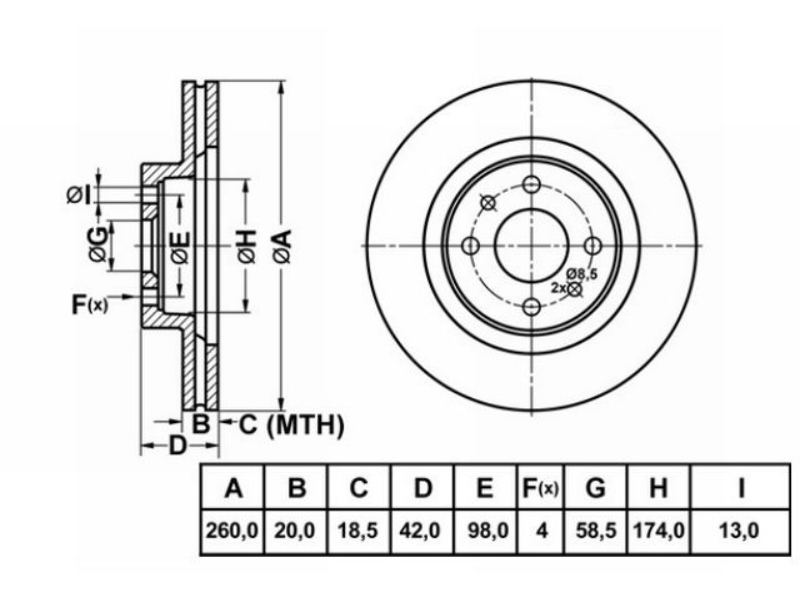 ØI
ØG
ØE
ØH
ØA
F(x)
Ø8,5
2x
B
C (MTH)
D
A B C D E F(x) G H I
260,0 20,0 18,5 42,0 98,0 4 58,5 174,0 13,0